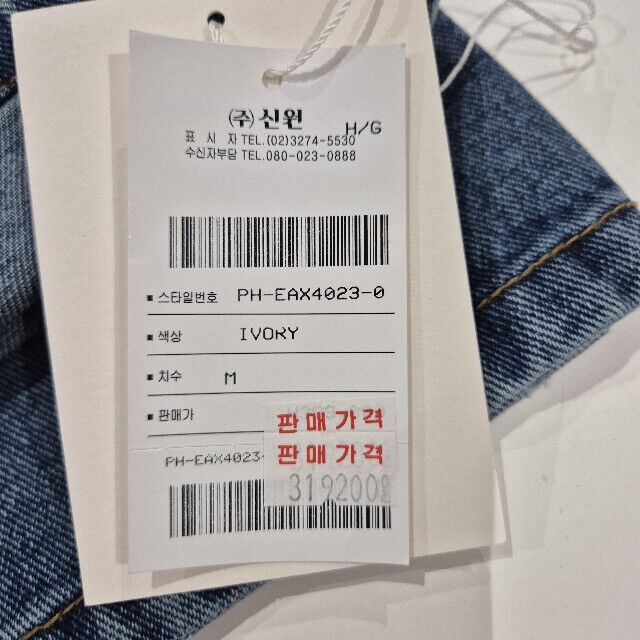 (주)신원
H/G
표 시 자 TEL.(02)3274-5530
수신자부담 TEL.080-023-0888
스타일번호 PH-EAX4023-0
색상 IVORY
치수 M
판매가
판매가격
PH-EAX4023-
판매가격